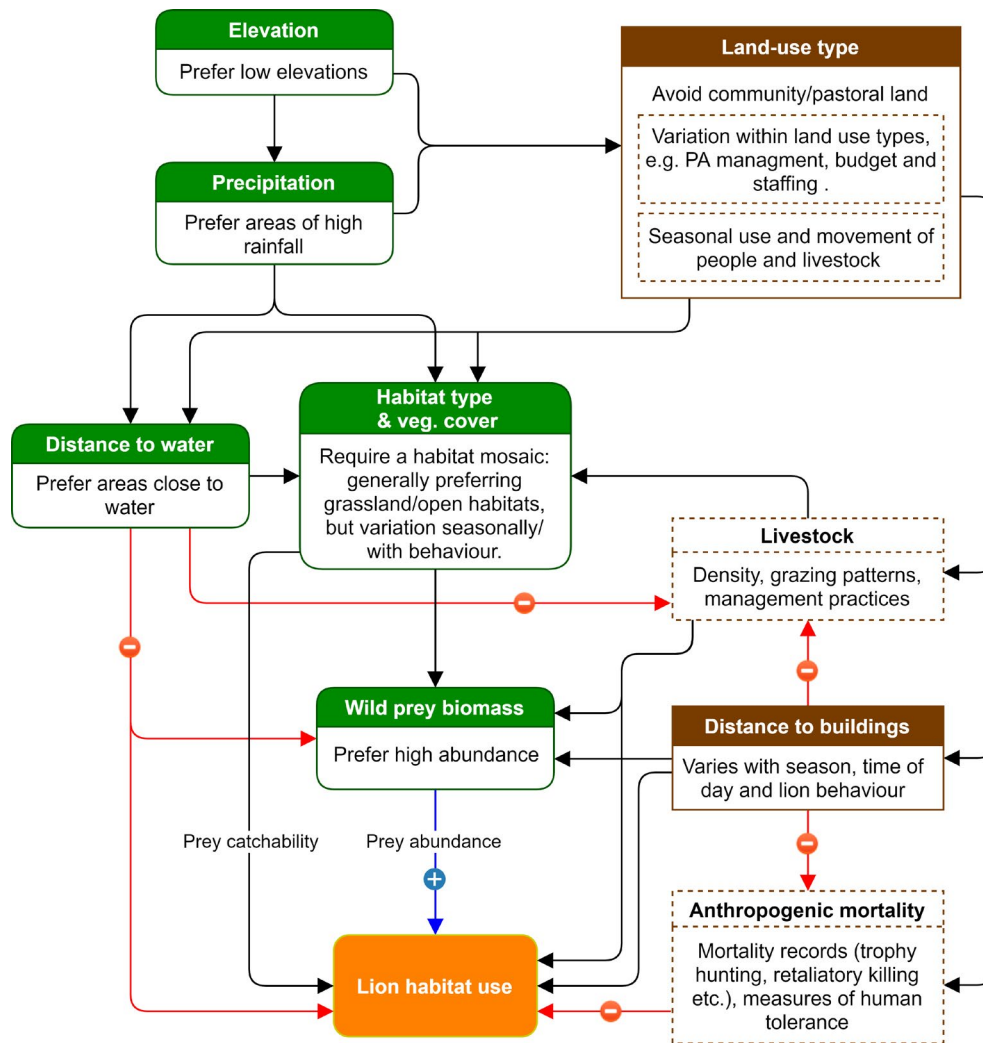 Elevation
Prefer low elevations
Precipitation
Prefer areas of high
rainfall
Land-use type
Avoid community/pastoral land
Variation within land use types,
e.g. PA managment, budget and
staffing .
Seasonal use and movement of
people and livestock
Habitat type
& veg. cover
Require a habitat mosaic:
generally preferring
grassland/open habitats,
but variation seasonally/
with behaviour.
Distance to water
Prefer areas close to
water
Livestock
Density, grazing patterns,
management practices
Wild prey biomass
Prefer high abundance
Distance to buildings
Varies with season, time of
day and lion behaviour
Prey catchability
Prey abundance
Anthropogenic mortality
Mortality records (trophy
hunting, retaliatory killing
etc.), measures of human
tolerance
Lion habitat use